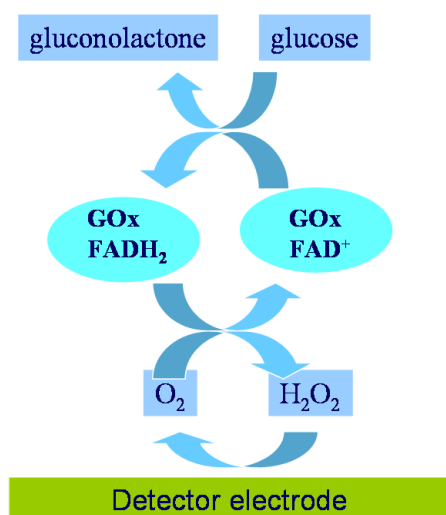 gluconolactone
glucose
GOx
FADH₂
GOx
FAD⁺
O₂
H₂O₂
Detector electrode